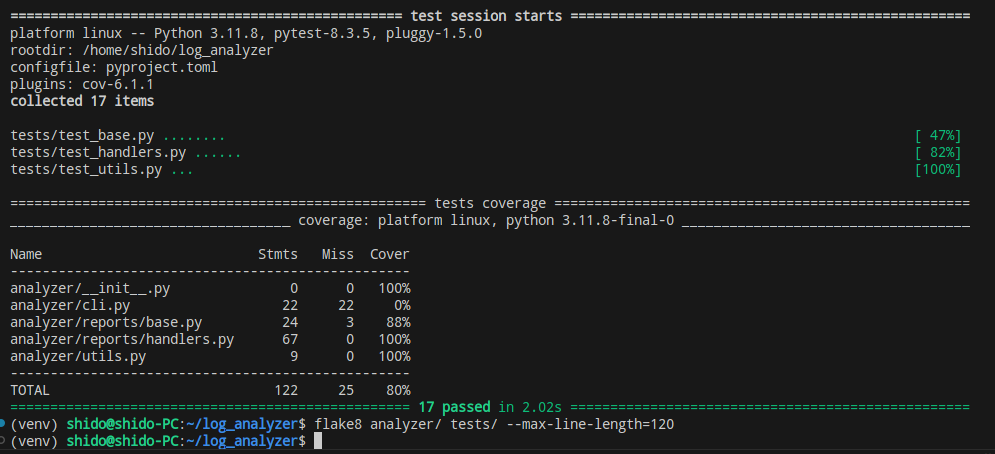 ================================================= test session starts ==================================================
platform linux -- Python 3.11.8, pytest-8.3.5, pluggy-1.5.0
rootdir: /home/shido/log_analyzer
configfile: pyproject.toml
plugins: cov-6.1.1
collected 17 items
tests/test_base.py ........ [ 47%]
tests/test_handlers.py ...... [ 82%]
tests/test_utils.py ... [100%]
==================================================== tests coverage ====================================================
___________________________________ coverage: platform linux, python 3.11.8-final-0 ____________________________________
Name                           Stmts   Miss  Cover
--------------------------------------------------
analyzer/__init__.py               0      0   100%
analyzer/cli.py                   22     22     0%
analyzer/reports/base.py          24      3    88%
analyzer/reports/handlers.py      67      0   100%
analyzer/utils.py                  9      0   100%
--------------------------------------------------
TOTAL                            122     25    80%
================================================== 17 passed in 2.02s ==================================================
(venv) shido@shido-PC:~/log_analyzer$ flake8 analyzer/ tests/ --max-line-length=120
(venv) shido@shido-PC:~/log_analyzer$